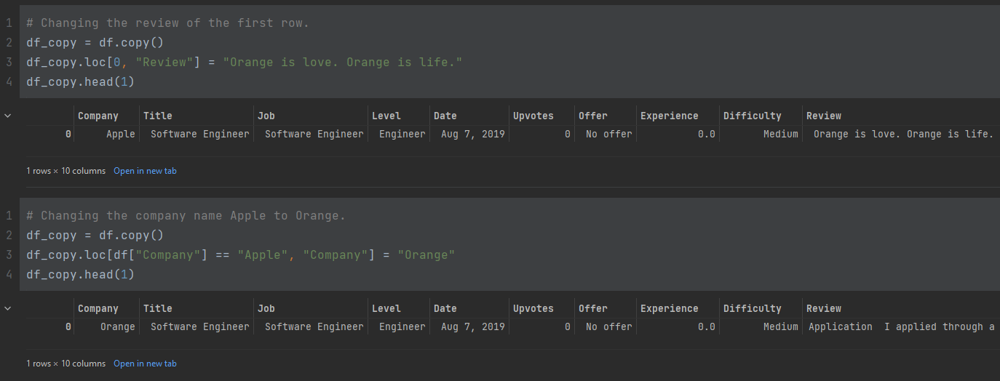 1 # Changing the review of the first row.
2 df_copy = df.copy()
3 df_copy.loc[0, "Review"] = "Orange is love. Orange is life."
4 df_copy.head(1)
Company Title Job Level Date Upvotes Offer Experience Difficulty Review
0 Apple Software Engineer Software Engineer Engineer Aug 7, 2019 0 No offer 0.0 Medium Orange is love. Orange is life.
1 rows × 10 columns Open in new tab
1 # Changing the company name Apple to Orange.
2 df_copy = df.copy()
3 df_copy.loc[df["Company"] == "Apple", "Company"] = "Orange"
4 df_copy.head(1)
Company Title Job Level Date Upvotes Offer Experience Difficulty Review
0 Orange Software Engineer Software Engineer Engineer Aug 7, 2019 0 No offer 0.0 Medium Application I applied through a
1 rows × 10 columns Open in new tab